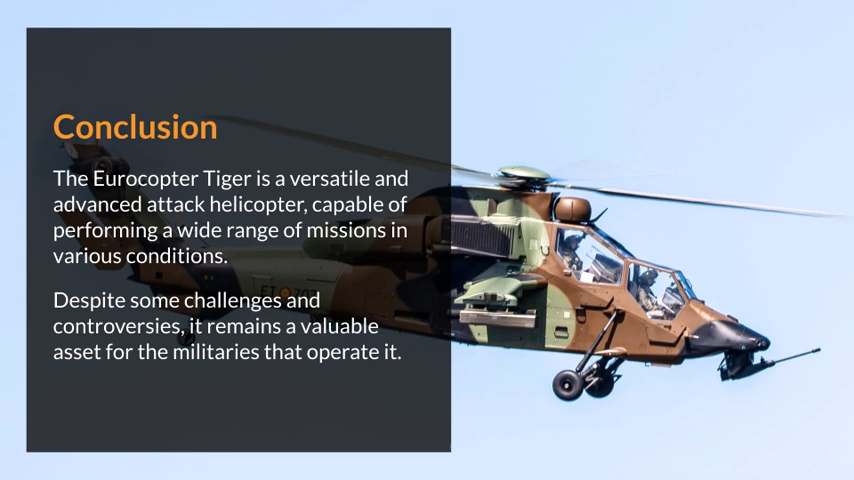 Conclusion
The Eurocopter Tiger is a versatile and
advanced attack helicopter, capable of
performing a wide range of missions in
various conditions.
Despite some challenges and
controversies, it remains a valuable
asset for the militaries that operate it.